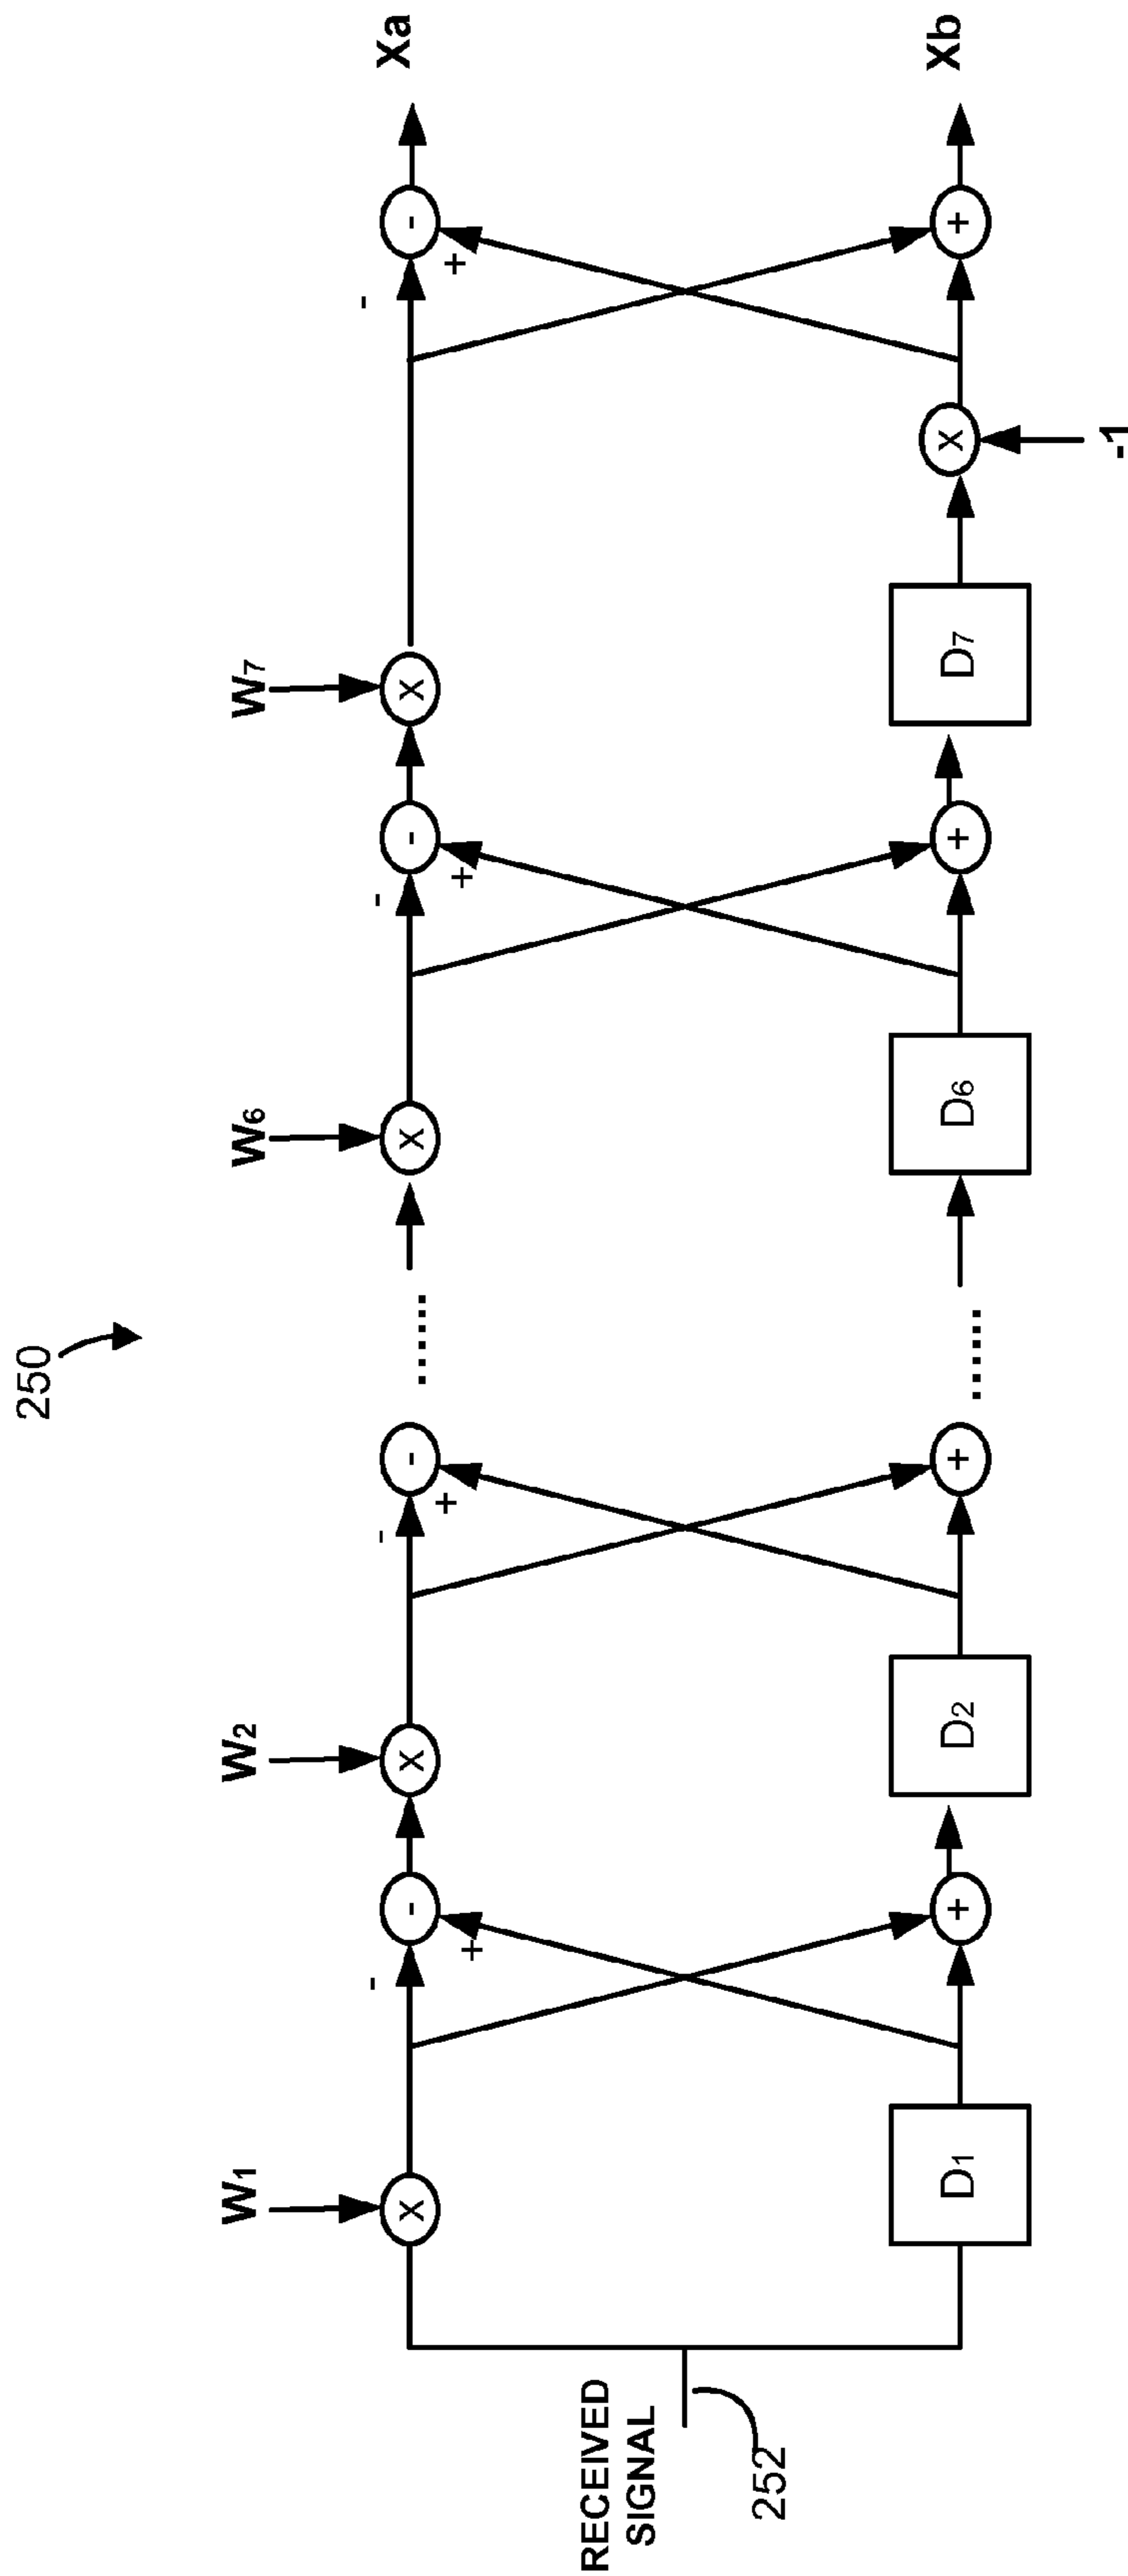 250
W1
W2
W6
W7
X
-
X
-
X
-
X
-
Xa
-
+
-
+
-
+
-
+
......
......
RECEIVED
SIGNAL
252
D1
+
D2
+
D6
+
D7
X
+
Xb
-1